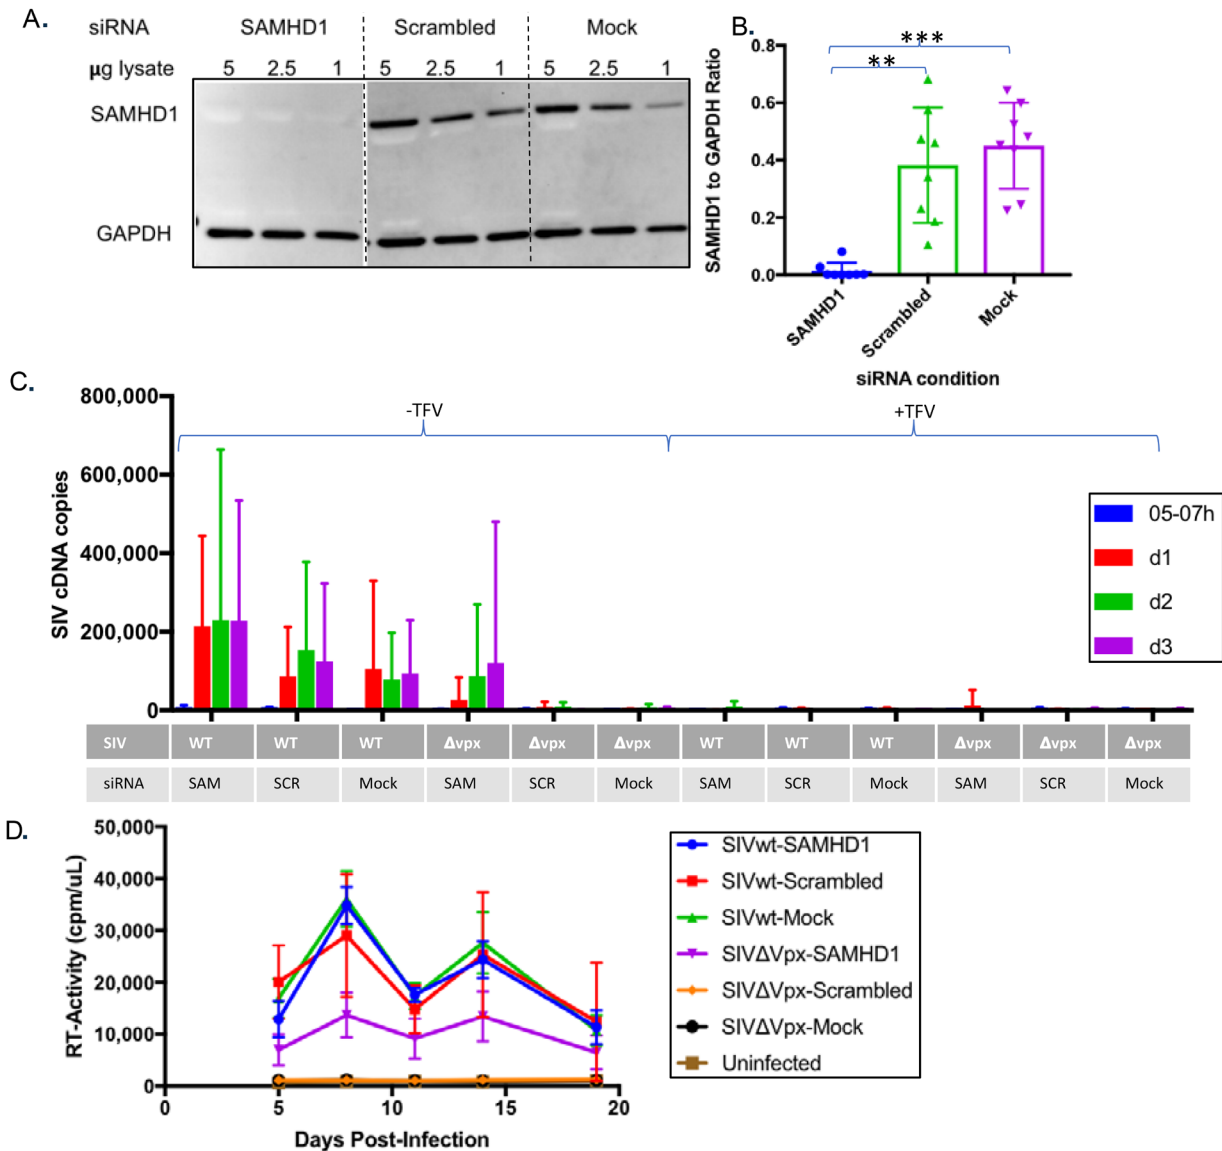 A.
siRNA SAMHD1 Scrambled Mock
µg lysate 5 2.5 1 5 2.5 1 5 2.5 1
SAMHD1
GAPDH
B.
***
**
SAMHD1 to GAPDH Ratio
0.8
0.6
0.4
0.2
0.0
SAMHD1 Scrambled Mock
siRNA condition
C.
SIV cDNA copies
800,000
600,000
400,000
200,000
0
-TFV +TFV
05-07h
d1
d2
d3
SIV WT WT WT Δvpx Δvpx Δvpx WT WT WT Δvpx Δvpx Δvpx
siRNA SAM SCR Mock SAM SCR Mock SAM SCR Mock SAM SCR Mock
D.
RT-Activity (cpm/uL)
50,000
40,000
30,000
20,000
10,000
0
0 5 10 15 20
Days Post-Infection
SIVwt-SAMHD1
SIVwt-Scrambled
SIVwt-Mock
SIVΔVpx-SAMHD1
SIVΔVpx-Scrambled
SIVΔVpx-Mock
Uninfected